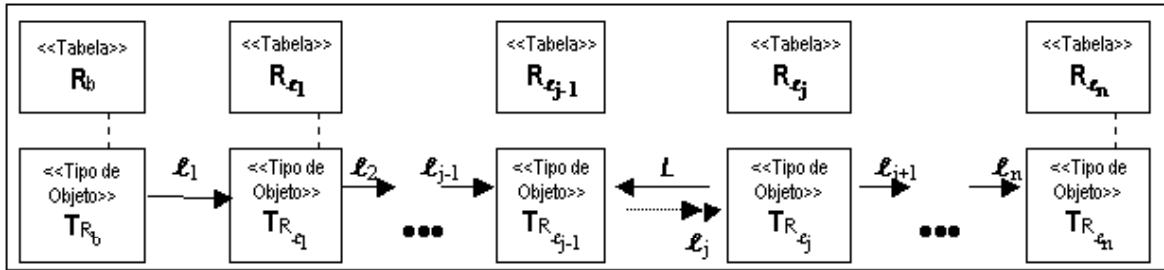 <<Tabela>> <<Tabela>> <<Tabela>> <<Tabela>> <<Tabela>>
Rb Rℓ1 Rℓj-1 Rℓj Rℓn
<<Tipo de Objeto>> ℓ1 <<Tipo de Objeto>> ℓ2 ℓj-1 <<Tipo de Objeto>> L <<Tipo de Objeto>> ℓj+1 ℓn <<Tipo de Objeto>>
TRb TRℓ1 ••• TRℓj-1 ℓj TRℓj ••• TRℓn